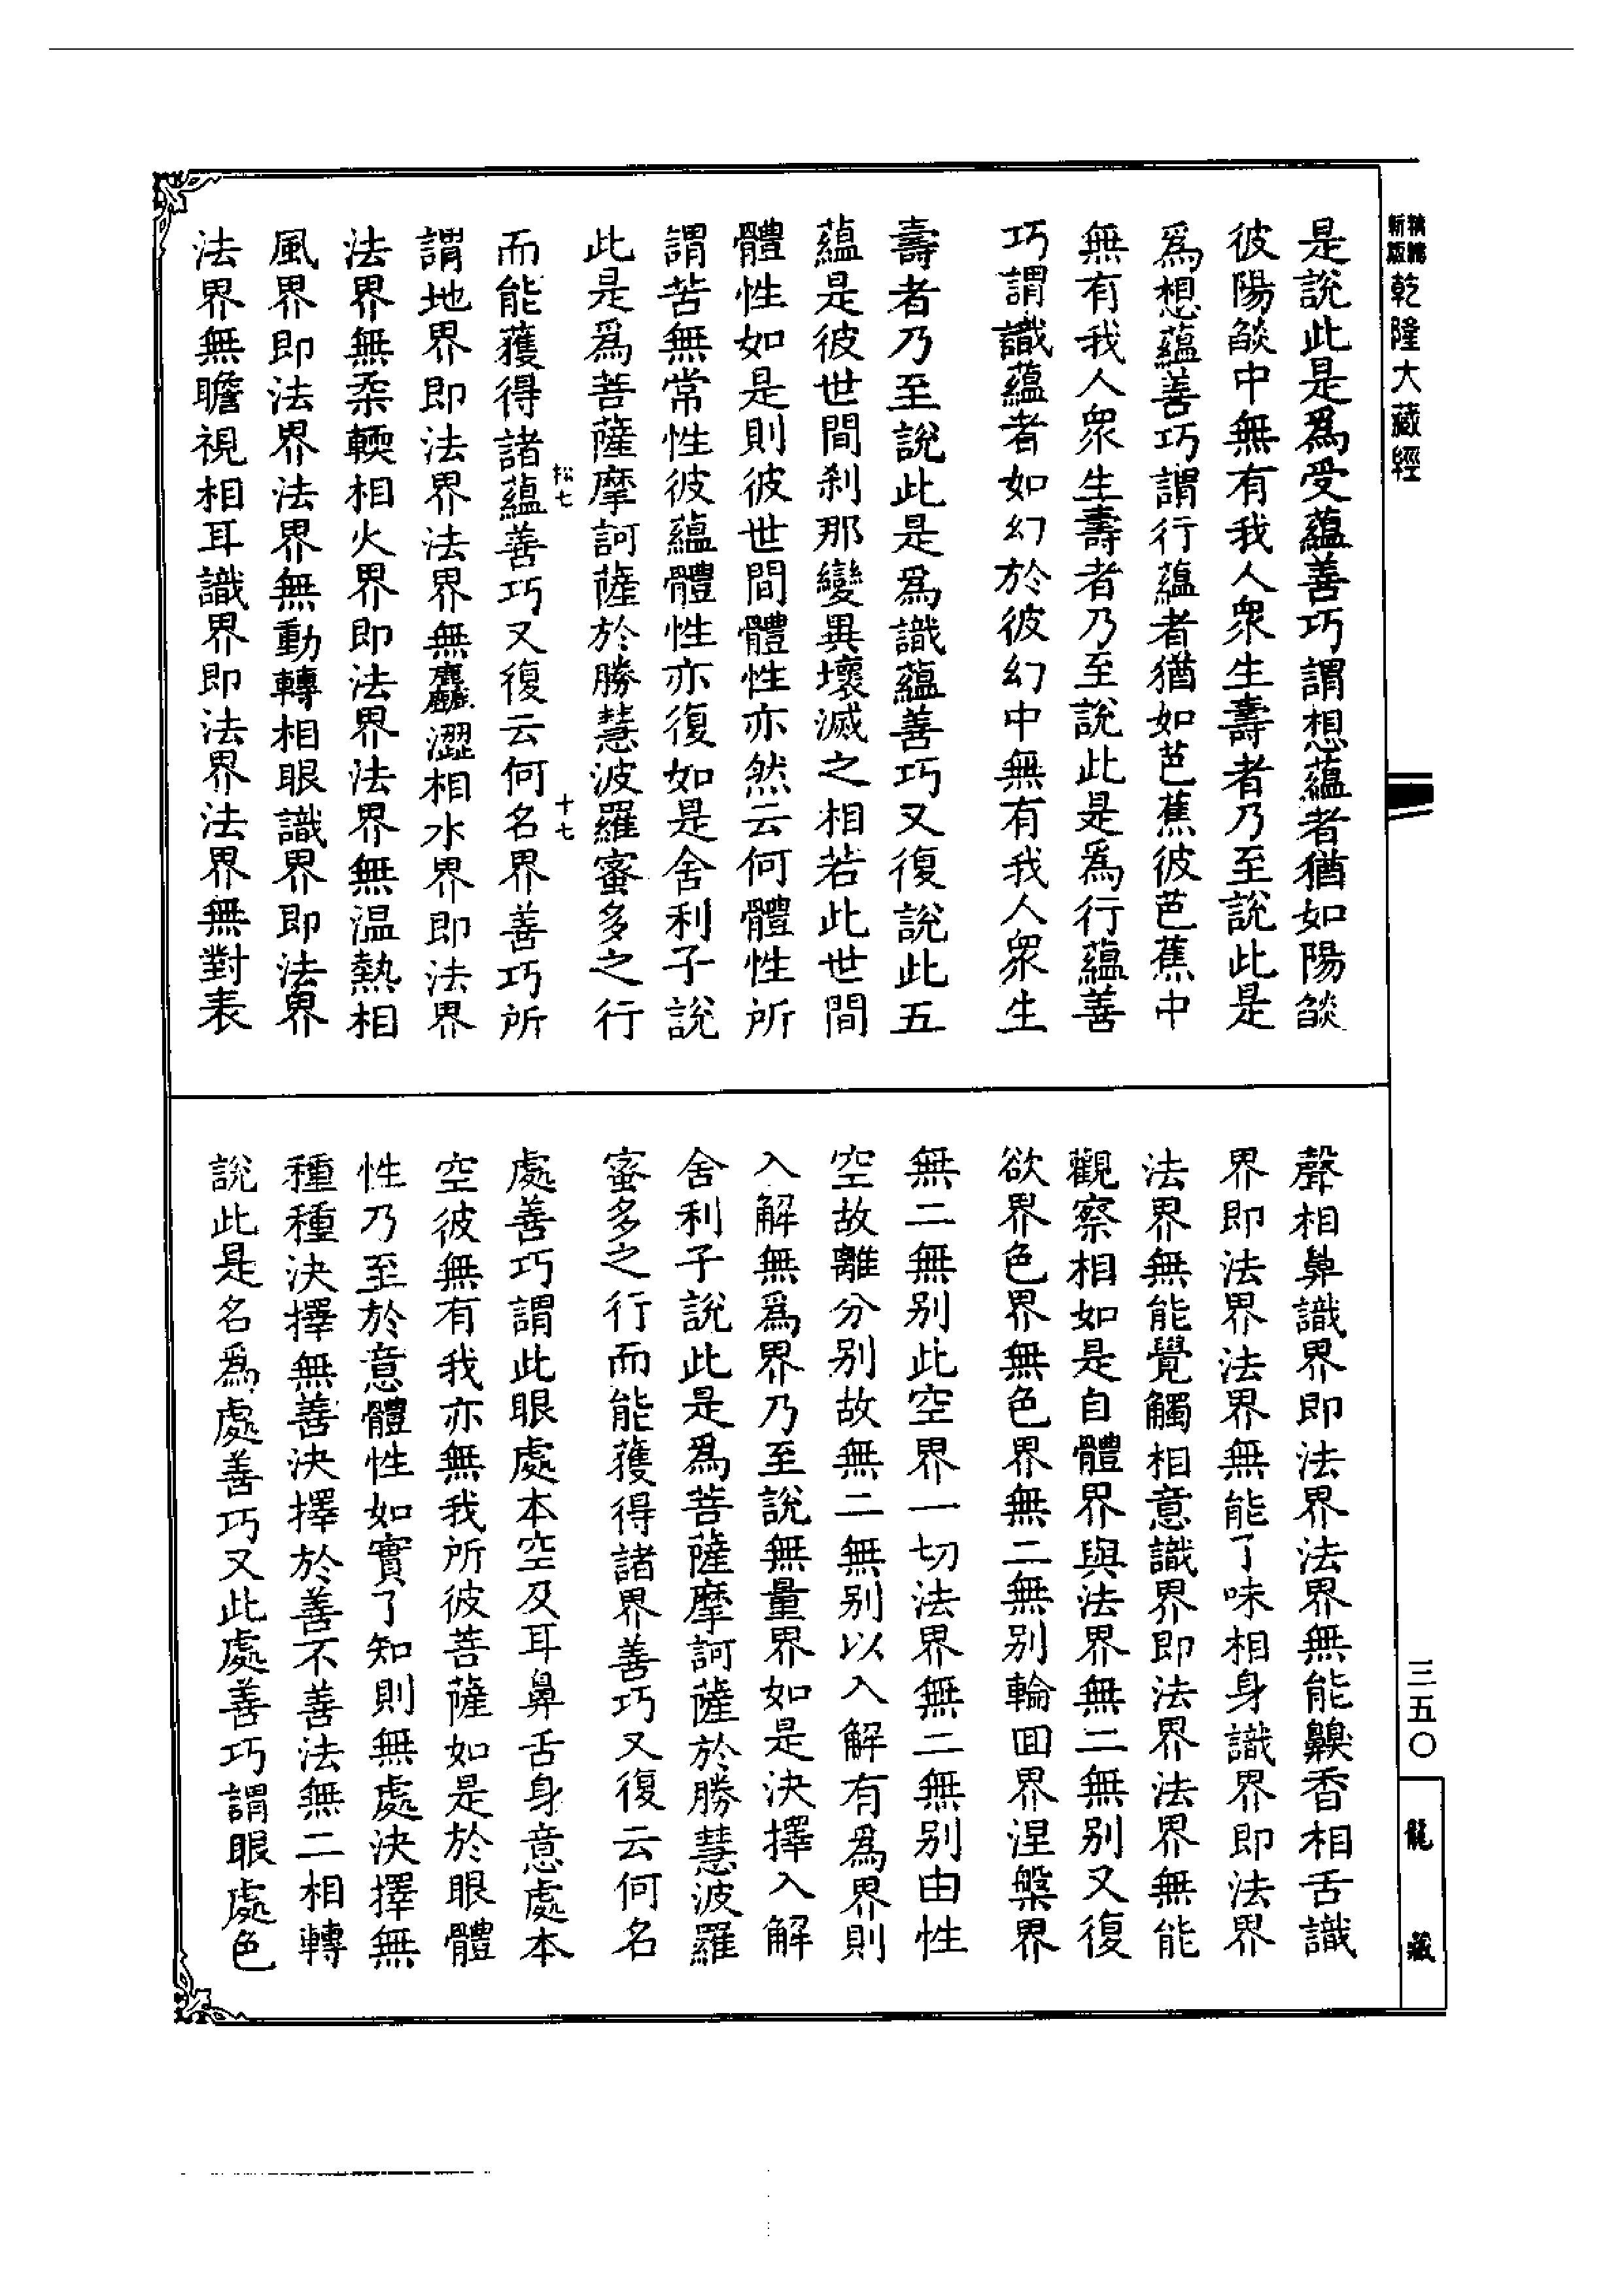 乾隆大藏經
是說此是爲受蘊善巧謂想蘊者猶如陽燄
彼陽燄中無有我人衆生壽者乃至說此是
爲想蘊善巧謂行蘊者猶如芭蕉彼芭蕉中
無有我人衆生壽者乃至說此是爲行蘊善
巧謂識蘊者如幻於彼幻中無有我人衆生
壽者乃至說此是爲識蘊善巧又復說此五
蘊是彼世間刹那變異壞滅之相若此世間
體性如是則彼世間體性亦然云何體性所
謂苦無常性彼蘊體性亦復如是舍利子說
此是爲菩薩摩訶薩於勝慧波羅蜜多之行
松七 十七
而能獲得諸蘊善巧又復云何名界善巧所
謂地界即法界法界無麤澀相水界即法界
法界無柔輭相火界即法界法界無温熱相
風界即法界法界無動轉相眼識界即法界
法界無瞻視相耳識界即法界法界無對表
聲相鼻識界即法界法界無能齅香相舌識
界即法界法界無能了味相身識界即法界
法界無能覺觸相意識界即法界法界無能
觀察相如是自體界與法界無二無别又復
欲界色界無色界無二無别輪回界涅槃界
無二無别此空界一切法界無二無别由性
空故離分别故無二無别以入解有爲界則
入解無爲界乃至說無量界如是決擇入解
舍利子說此是爲菩薩摩訶薩於勝慧波羅
蜜多之行而能獲得諸界善巧又復云何名
處善巧謂此眼處本空及耳鼻舌身意處本
空彼無有我亦無我所彼菩薩如是於眼體
性乃至於意體性如實了知則無處決擇無
種種決擇無善決擇於善不善法無二相轉
說此是名爲處善巧又此處善巧謂眼處色
三五〇
龍藏